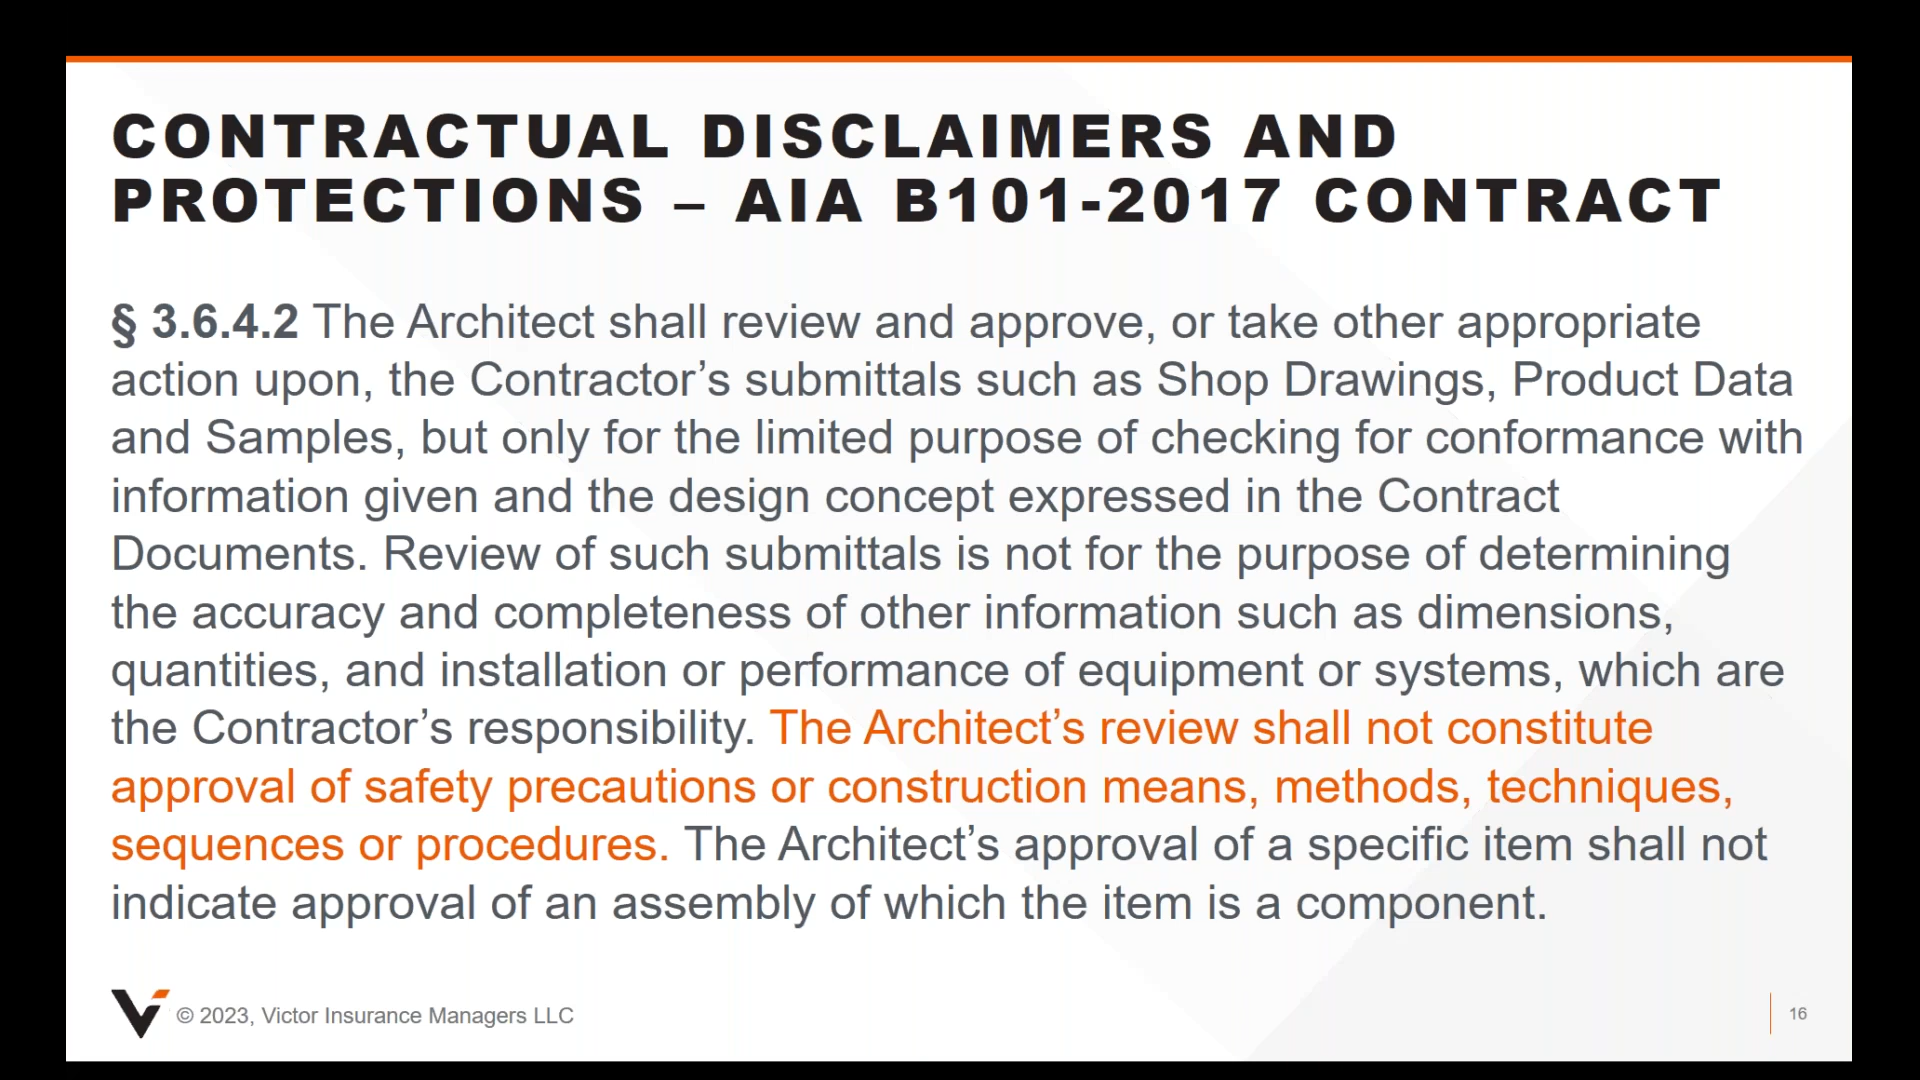 CONTRACTUAL DISCLAIMERS AND
PROTECTIONS – AIA B101-2017 CONTRACT
§ 3.6.4.2 The Architect shall review and approve, or take other appropriate
action upon, the Contractor’s submittals such as Shop Drawings, Product Data
and Samples, but only for the limited purpose of checking for conformance with
information given and the design concept expressed in the Contract
Documents. Review of such submittals is not for the purpose of determining
the accuracy and completeness of other information such as dimensions,
quantities, and installation or performance of equipment or systems, which are
the Contractor’s responsibility. The Architect’s review shall not constitute
approval of safety precautions or construction means, methods, techniques,
sequences or procedures. The Architect’s approval of a specific item shall not
indicate approval of an assembly of which the item is a component.
© 2023, Victor Insurance Managers LLC
16